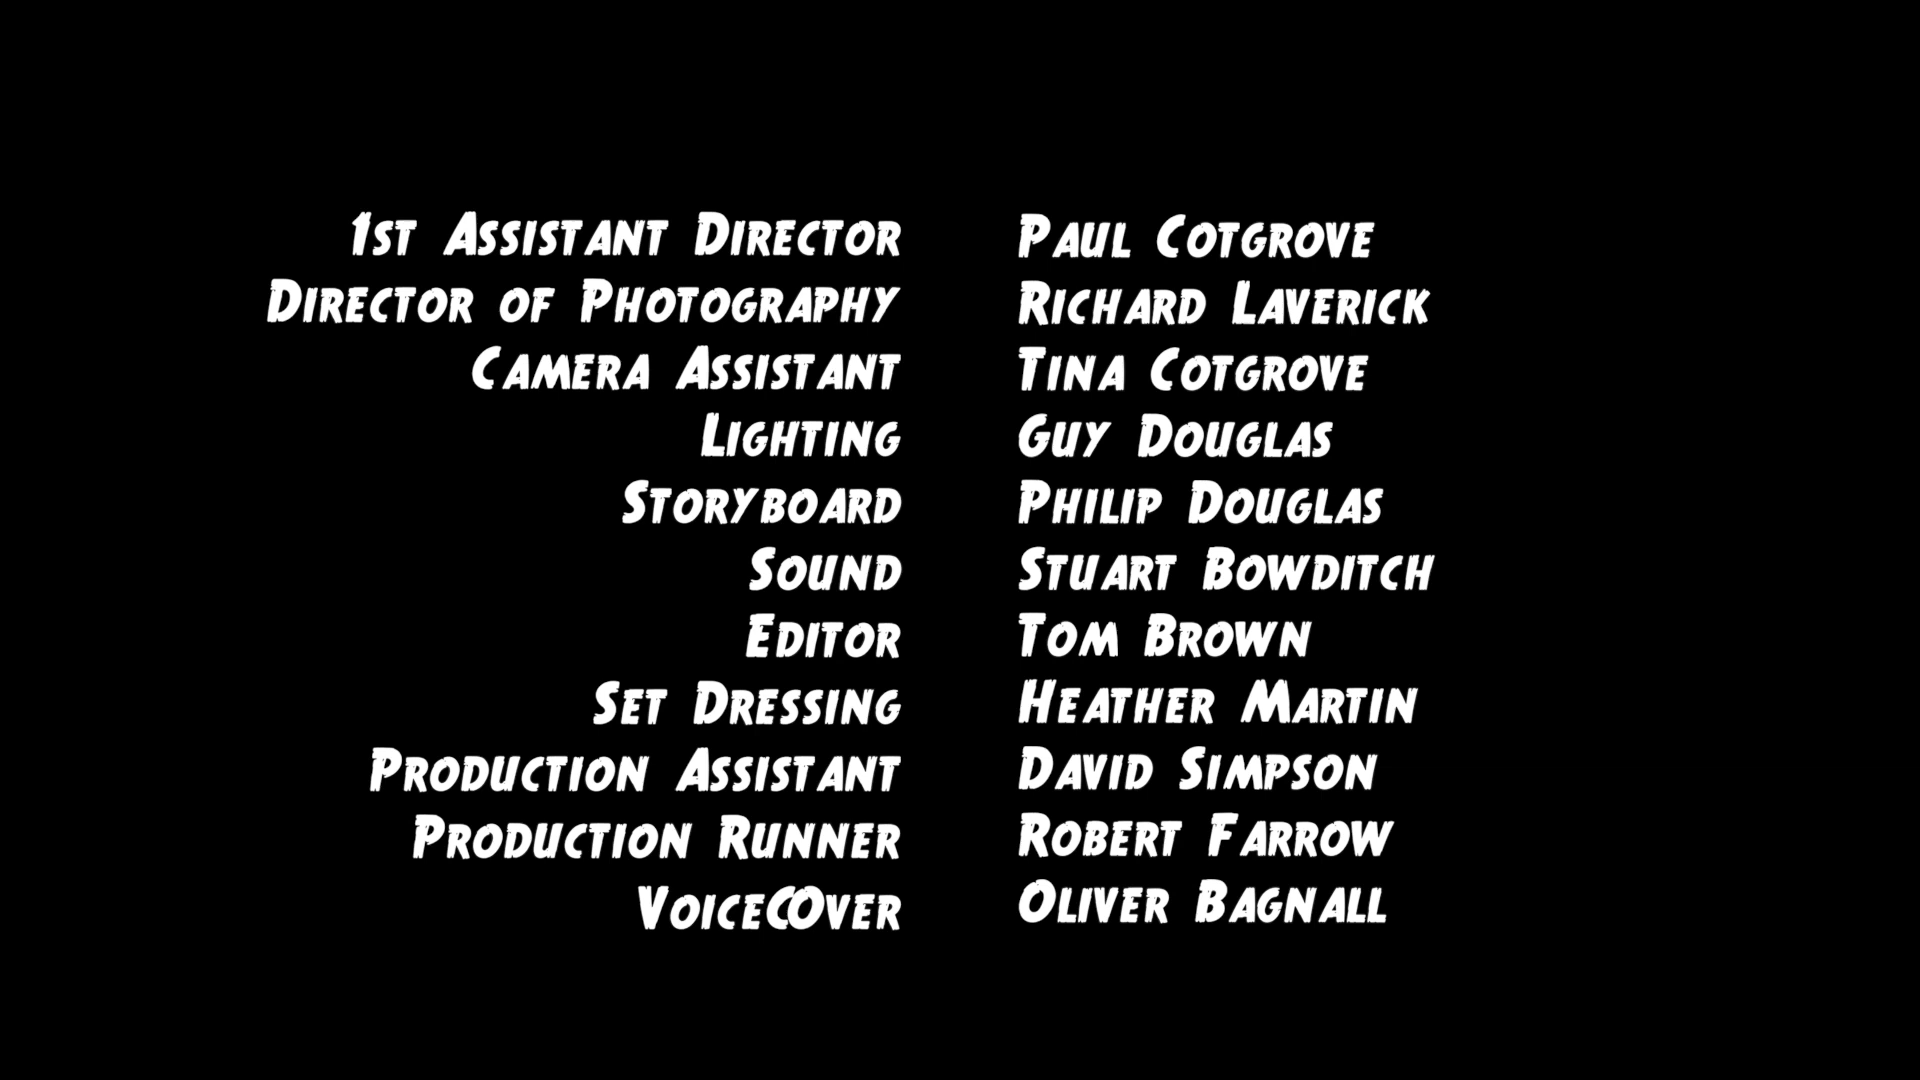 1st Assistant Director Paul Cotgrove
Director of Photography Richard Laverick
Camera Assistant Tina Cotgrove
Lighting Guy Douglas
Storyboard Philip Douglas
Sound Stuart Bowditch
Editor Tom Brown
Set Dressing Heather Martin
Production Assistant David Simpson
Production Runner Robert Farrow
VoiceCOver Oliver Bagnall